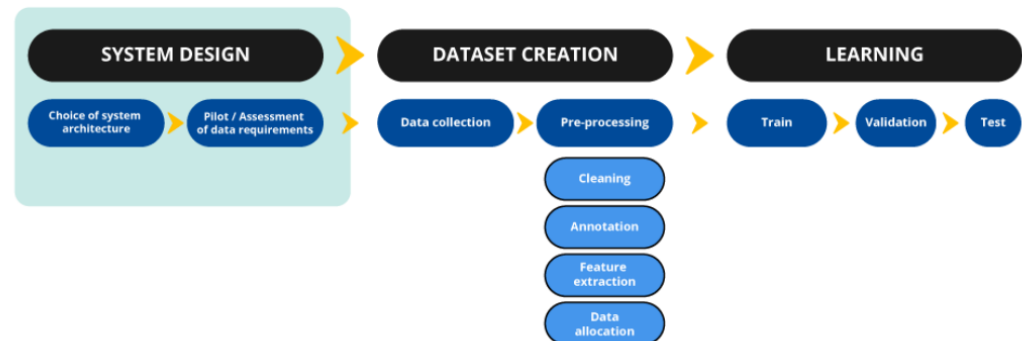 SYSTEM DESIGN
DATASET CREATION
LEARNING
Choice of system
architecture
Pilot / Assessment
of data requirements
Data collection
Pre-processing
Train
Validation
Test
Cleaning
Annotation
Feature
extraction
Data
allocation